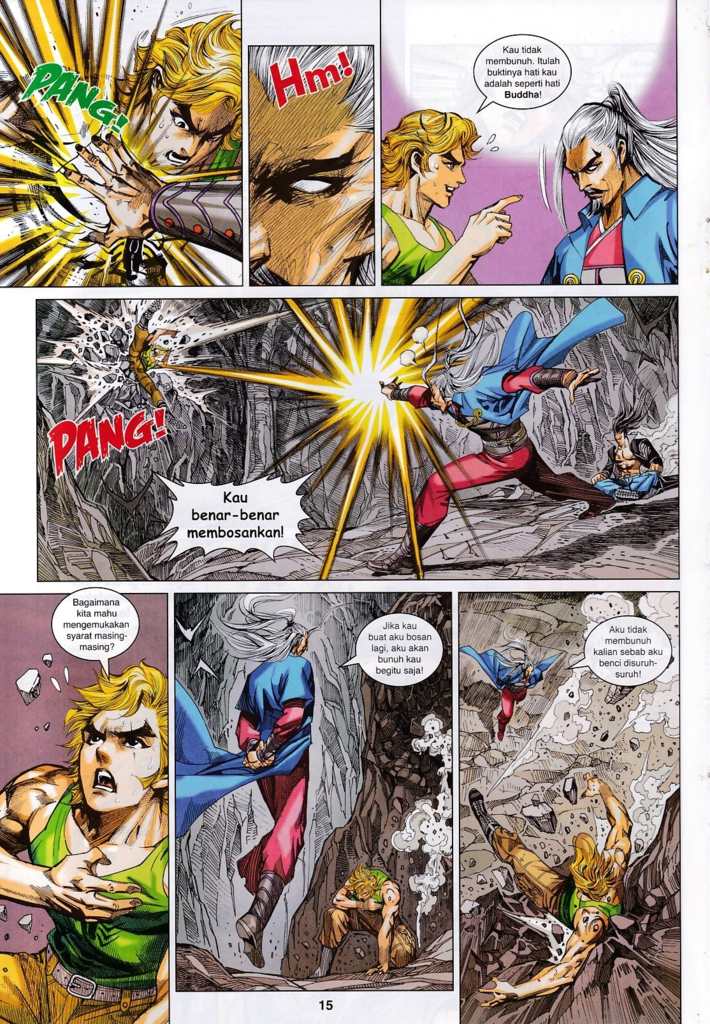 PANG!
Hm!
Kau tidak
membunuh. Itulah
buktinya hati kau
adalah seperti hati
Buddha!
PANG!
Kau
benar-benar
membosankan!
Bagaimana
kita mahu
mengemukakan
syarat masing-
masing?
Jika kau
buat aku bosan
lagi, aku akan
bunuh kau
begitu saja!
Aku tidak
membunuh
kalian sebab aku
benci disuruh-
suruh!
15